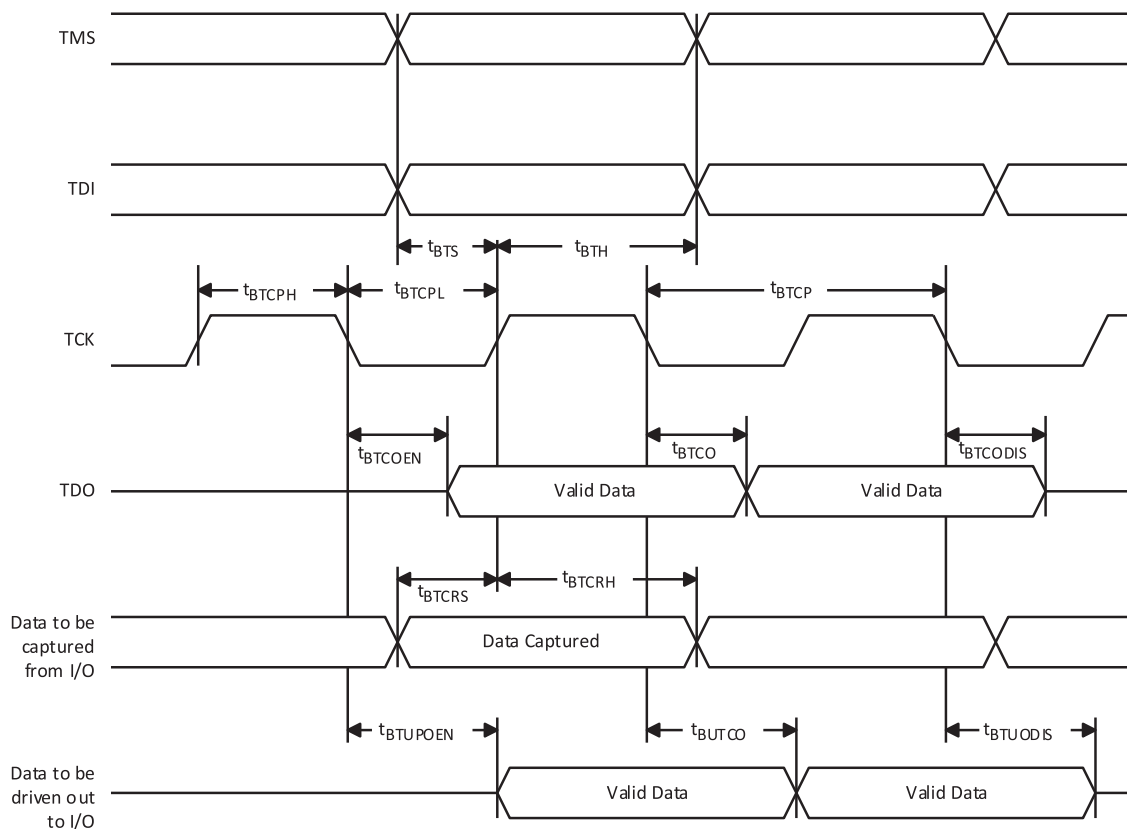 TMS
TDI
tBTS
tBTH
tBTCPH
tBTCPL
tBTCP
TCK
tBTCOEN
tBTCO
tBTCODIS
TDO
Valid Data
Valid Data
tBTCRS
tBTCRH
Data to be
captured
from I/O
Data Captured
tBTUPOEN
tBUTCO
tBTUODIS
Data to be
driven out
to I/O
Valid Data
Valid Data